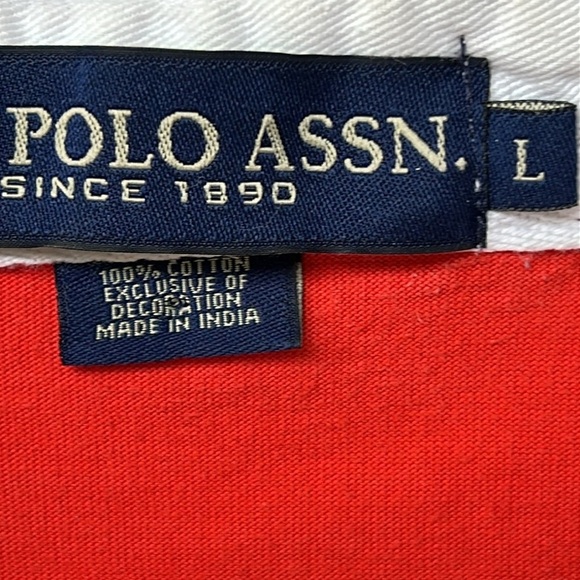 POLO ASSN.
SINCE 1890
L
100% COTTON
EXCLUSIVE OF
DECORATION
MADE IN INDIA